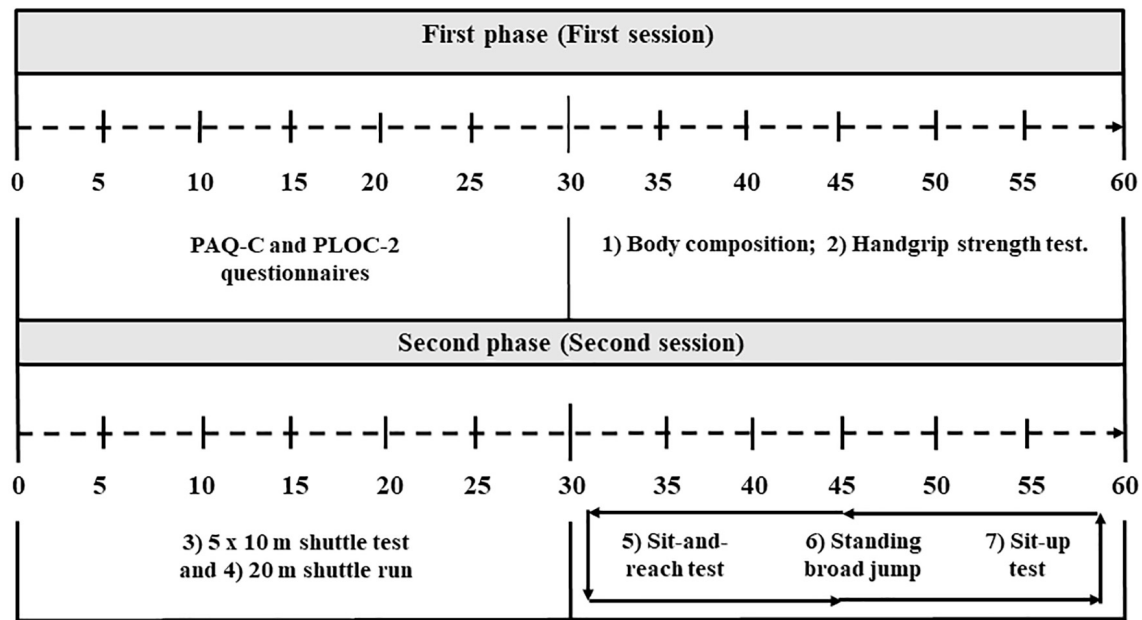 First phase (First session)
0 5 10 15 20 25 30 35 40 45 50 55 60
PAQ-C and PLOC-2
questionnaires
1) Body composition; 2) Handgrip strength test.
Second phase (Second session)
0 5 10 15 20 25 30 35 40 45 50 55 60
3) 5 x 10 m shuttle test
and 4) 20 m shuttle run
5) Sit-and-
reach test
6) Standing
broad jump
7) Sit-up
test